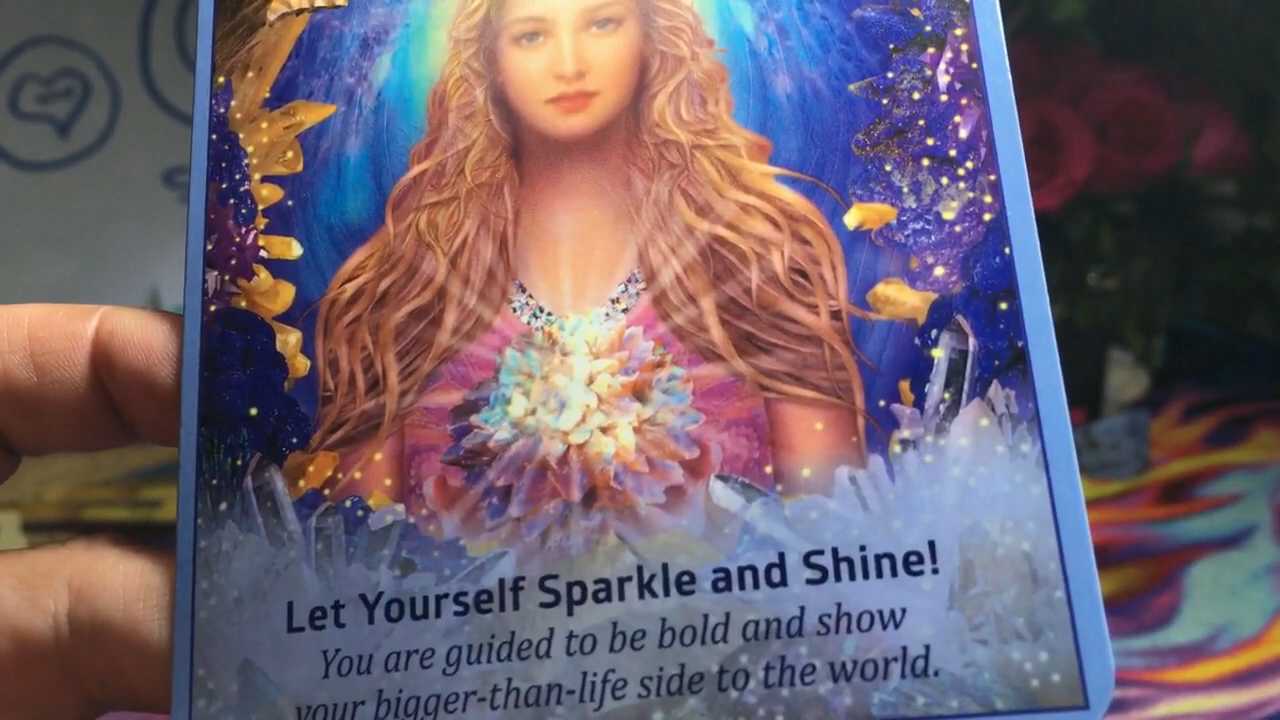 Let Yourself Sparkle and Shine!
You are guided to be bold and show
your bigger-than-life side to the world.